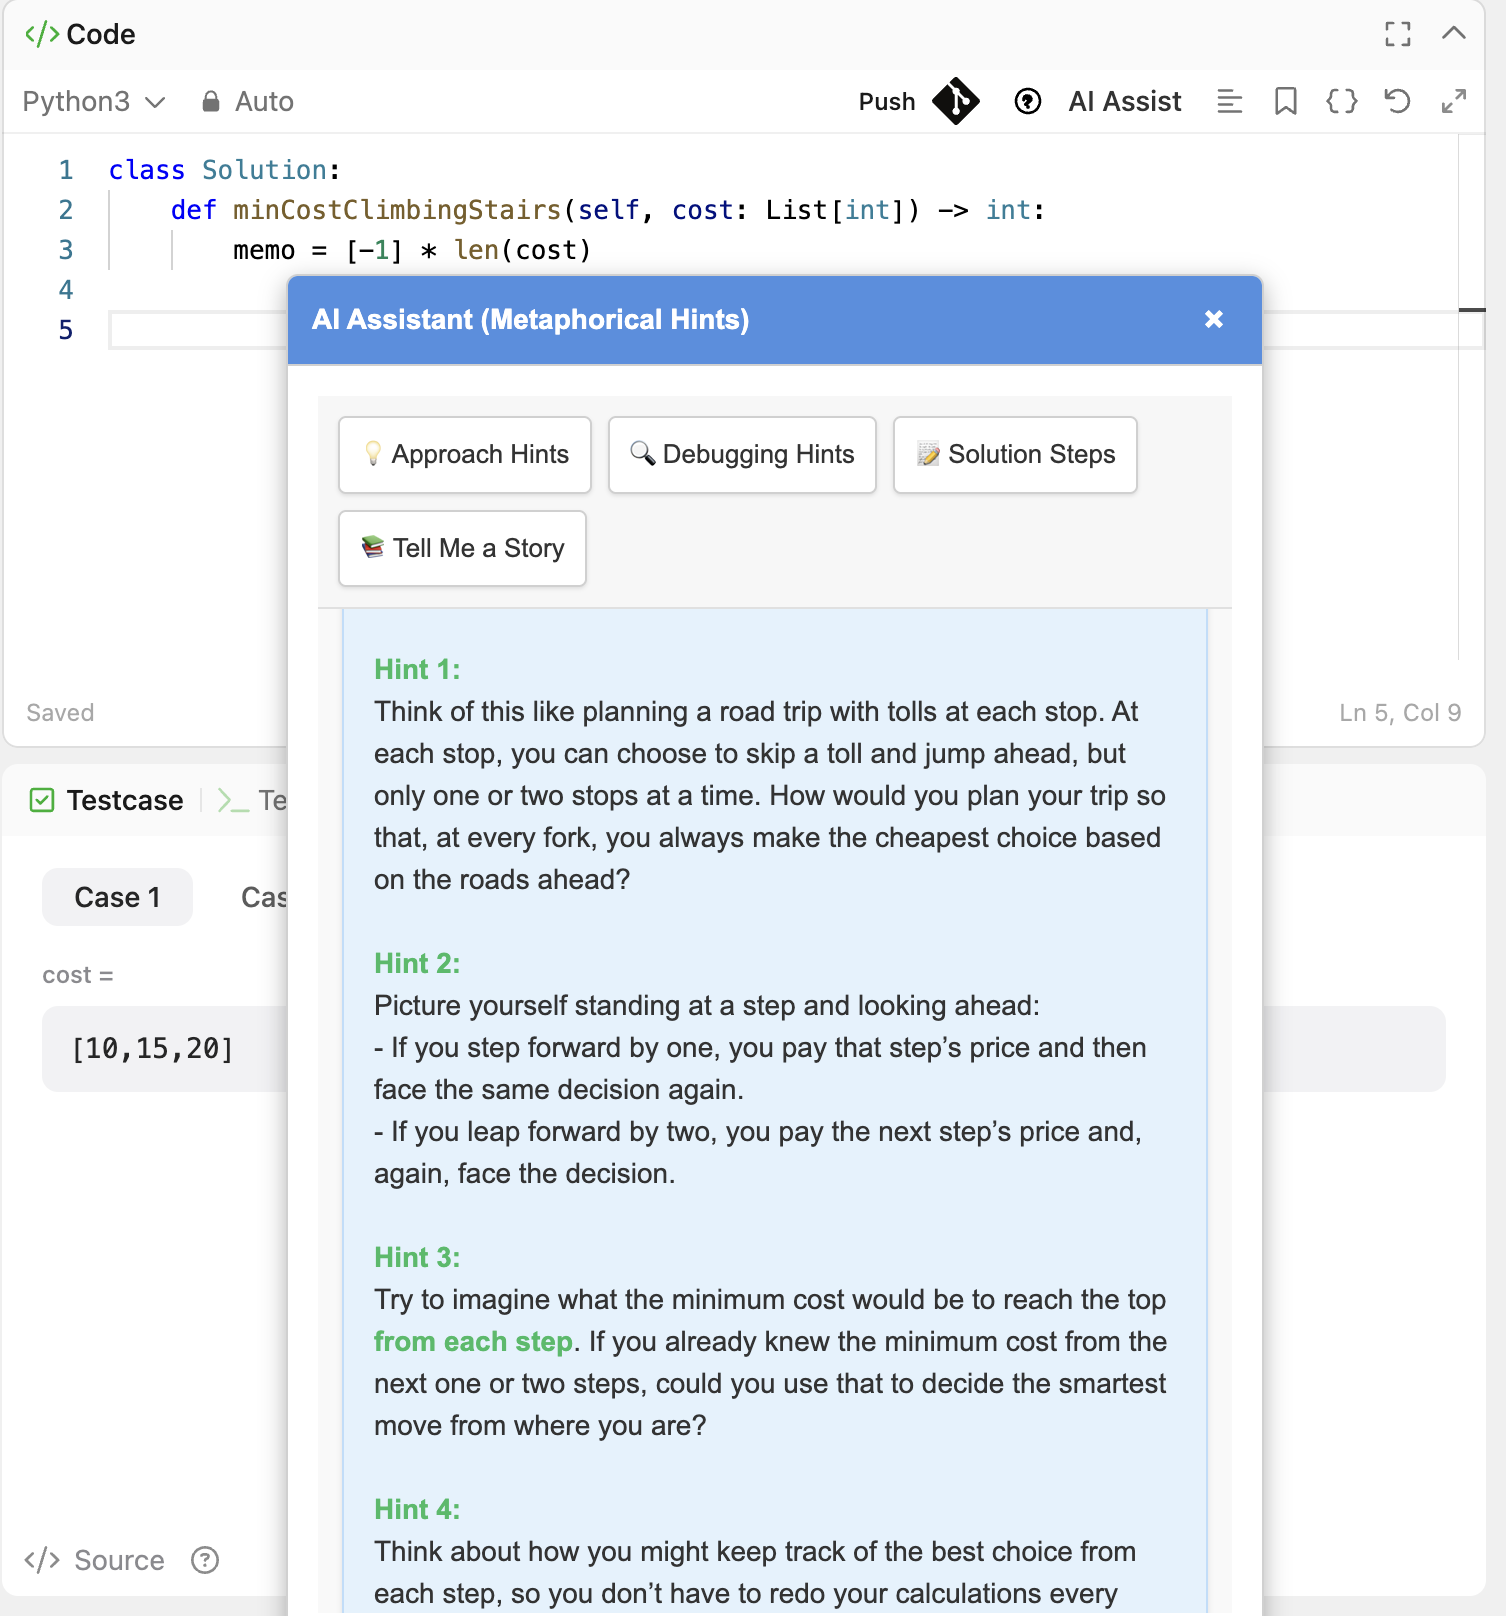 </> Code
Python3 Auto Push AI Assist
1 class Solution:
2 def minCostClimbingStairs(self, cost: List[int]) -> int:
3 memo = [-1] * len(cost)
4
5
AI Assistant (Metaphorical Hints)
Approach Hints Debugging Hints Solution Steps
Tell Me a Story
Hint 1:
Think of this like planning a road trip with tolls at each stop. At
each stop, you can choose to skip a toll and jump ahead, but
only one or two stops at a time. How would you plan your trip so
that, at every fork, you always make the cheapest choice based
on the roads ahead?
Hint 2:
Picture yourself standing at a step and looking ahead:
- If you step forward by one, you pay that step’s price and then
face the same decision again.
- If you leap forward by two, you pay the next step’s price and,
again, face the decision.
Hint 3:
Try to imagine what the minimum cost would be to reach the top
from each step. If you already knew the minimum cost from the
next one or two steps, could you use that to decide the smartest
move from where you are?
Hint 4:
Think about how you might keep track of the best choice from
each step, so you don’t have to redo your calculations every
Saved
Ln 5, Col 9
Testcase >_ Te
Case 1 Cas
cost =
[10,15,20]
</> Source